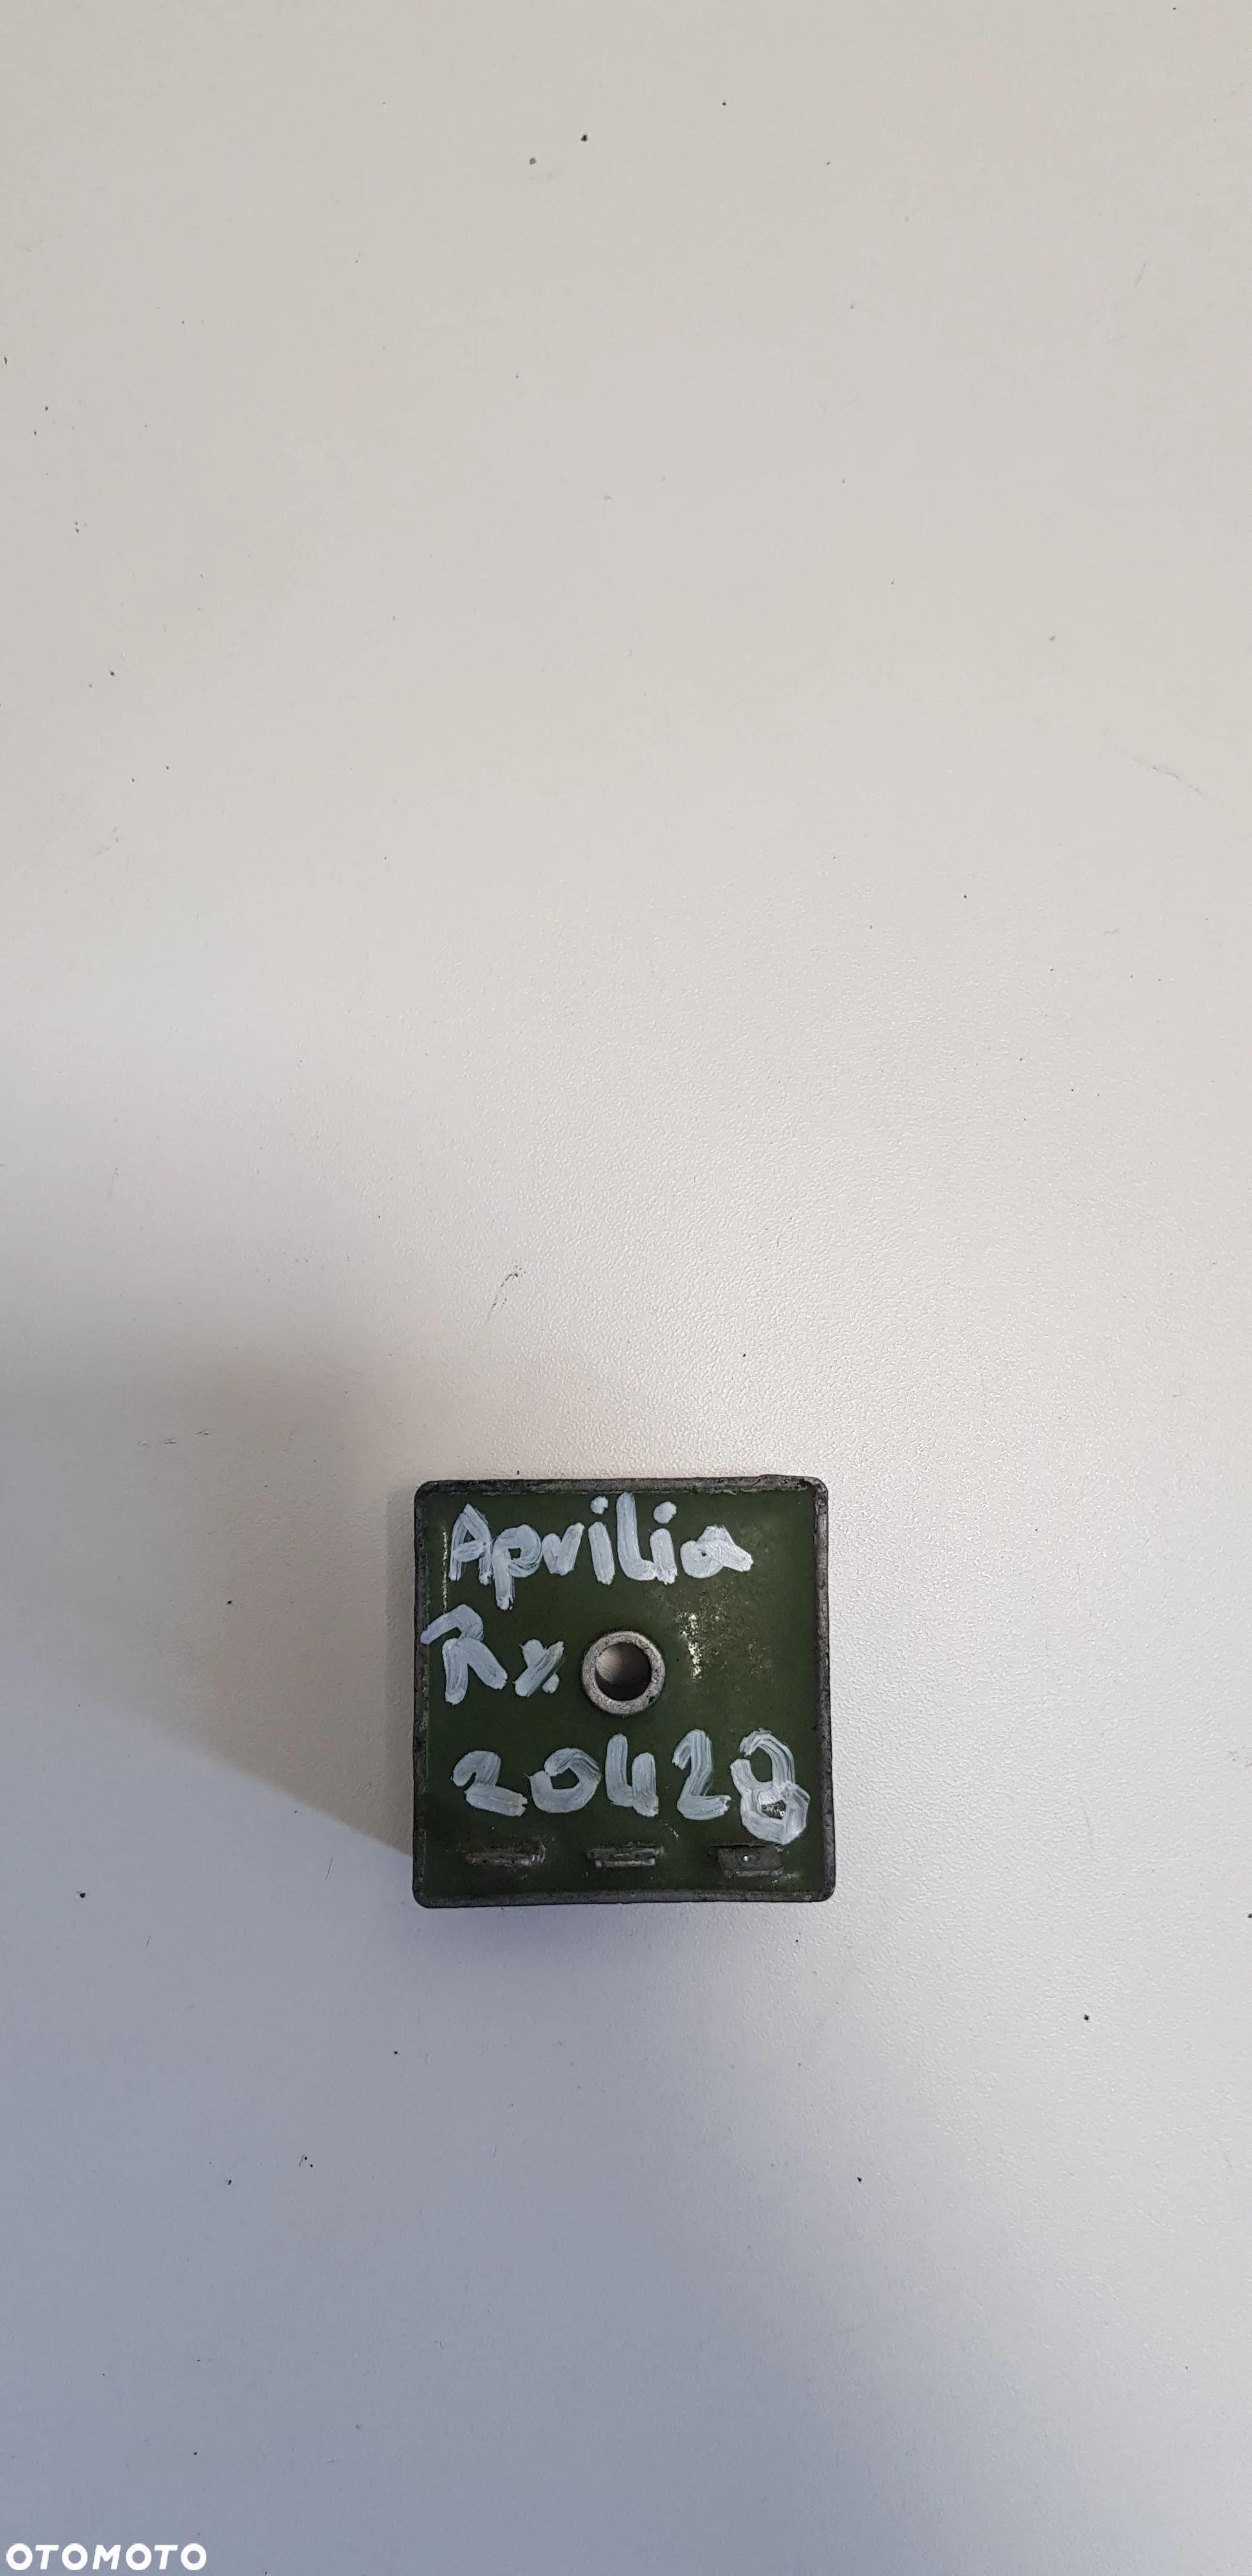 Aprilia
Rx
20428
OTOMOTO